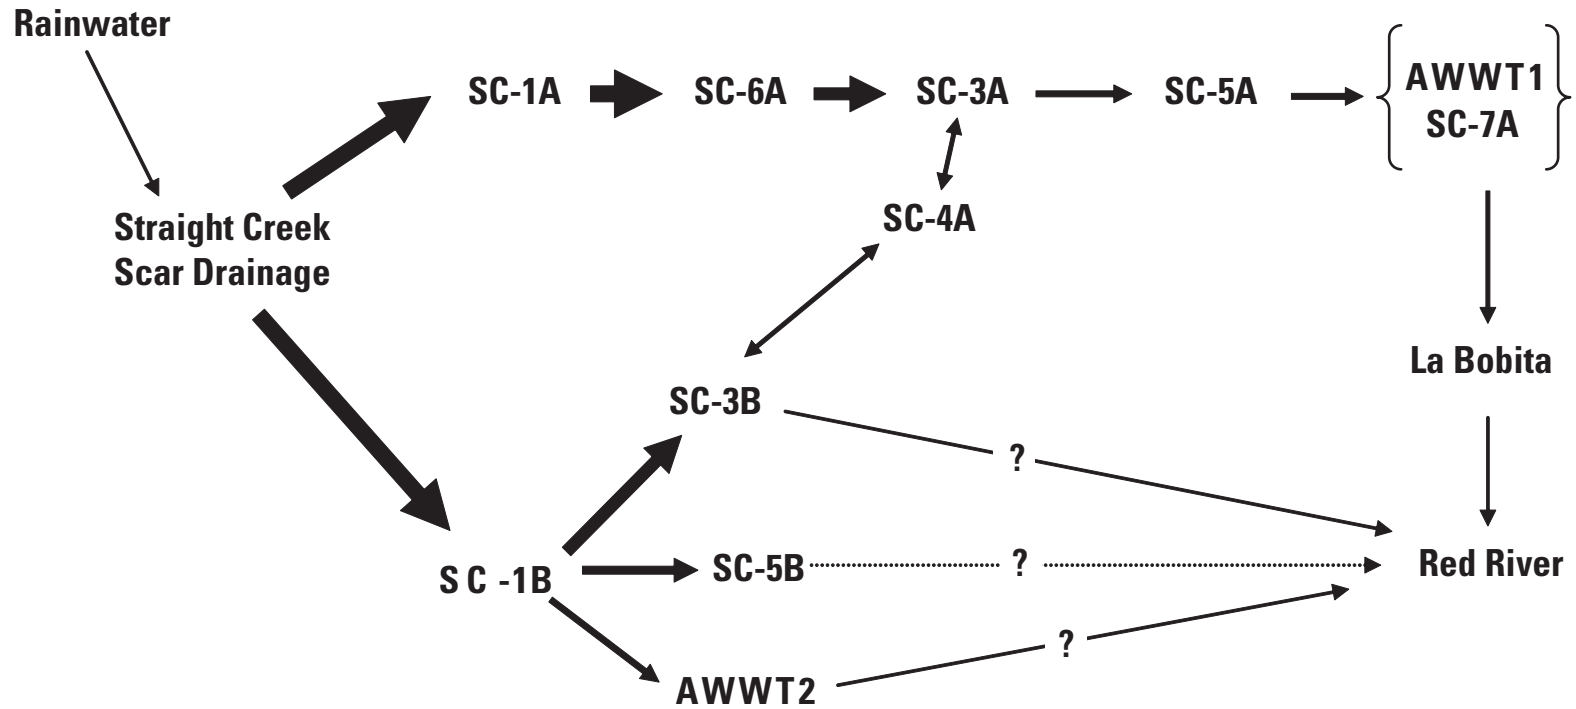 Rainwater
SC-1A
SC-6A
SC-3A
SC-5A
AWWT1
SC-7A
Straight Creek
Scar Drainage
SC-4A
La Bobita
SC-3B
?
SC-1B
SC-5B
?
Red River
?
AWWT2